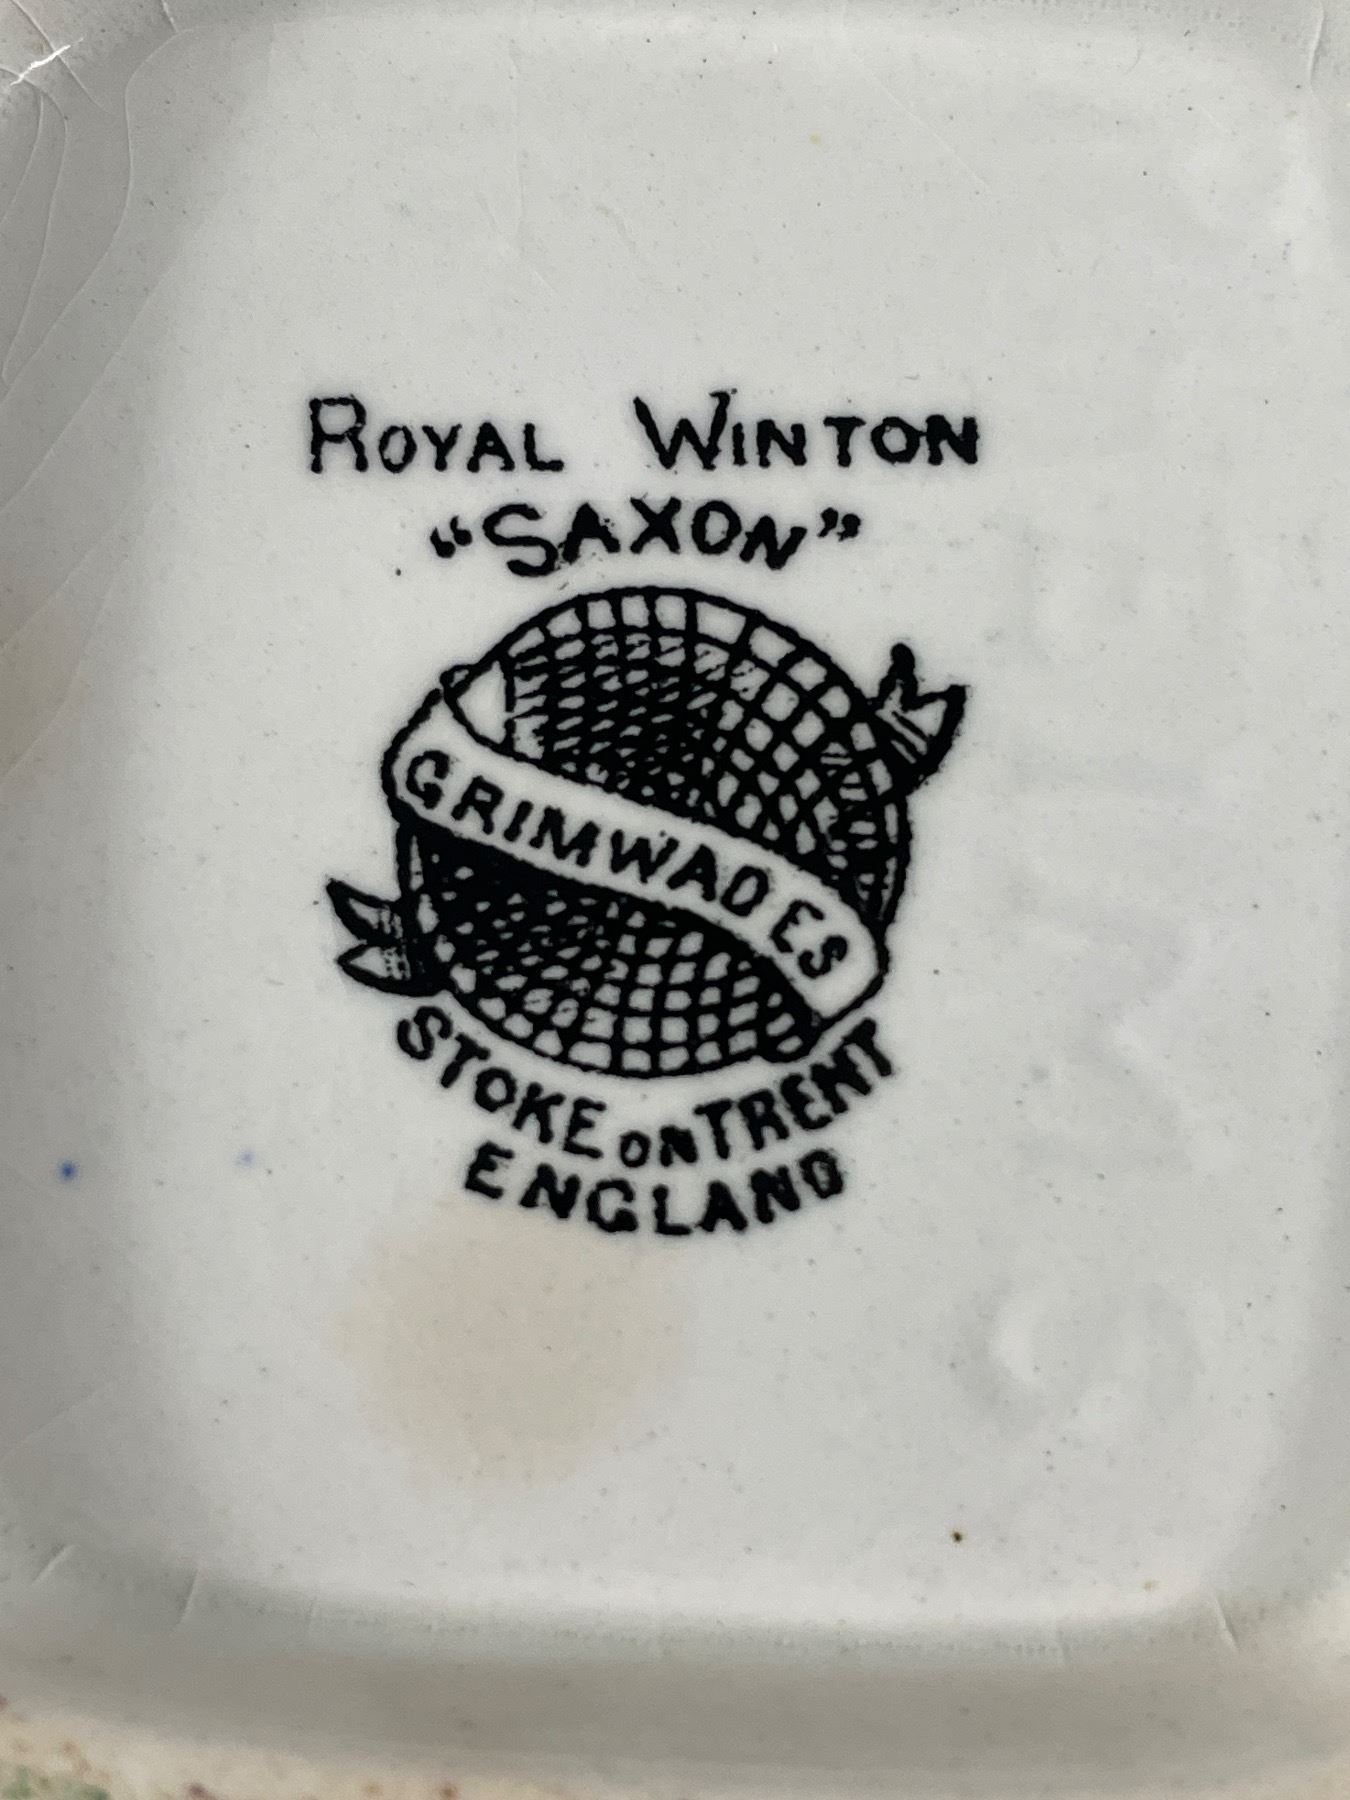 ROYAL WINTON
“SAXON”
GRIMWADES
STOKE ON TRENT
ENGLAND